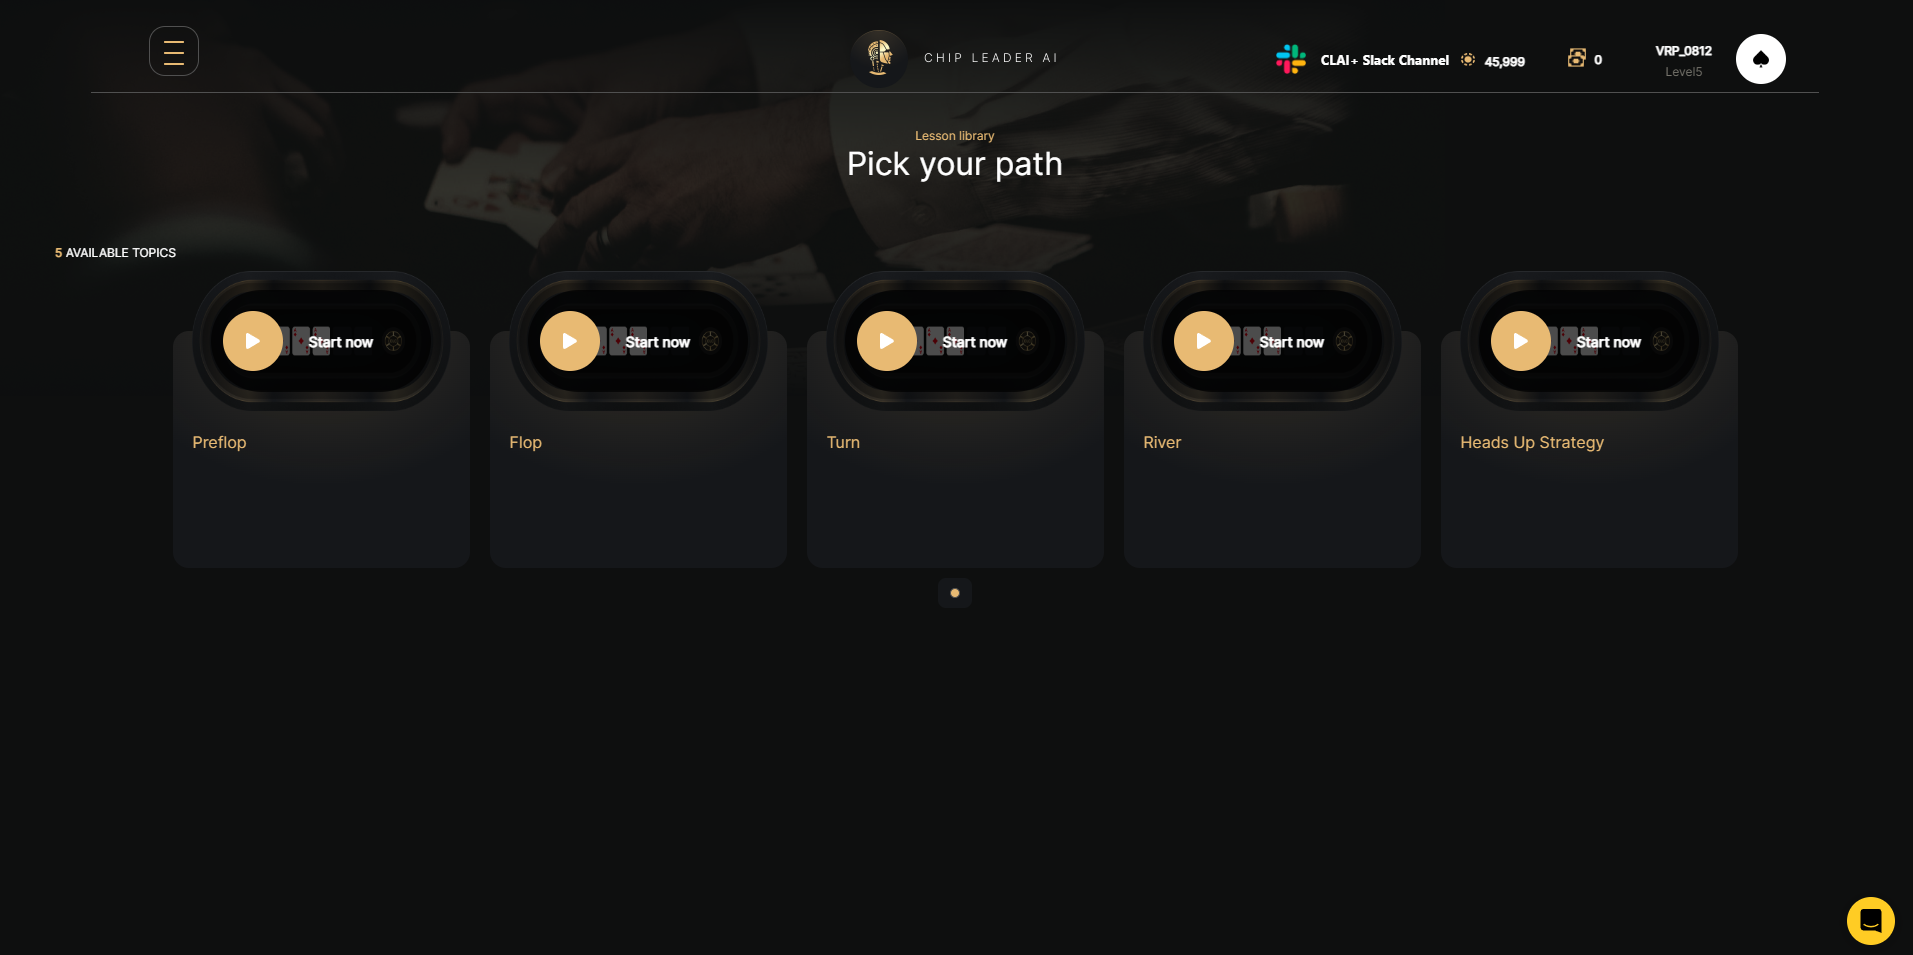 CHIP LEADER AI
CLAI+ Slack Channel
45,999
0
VRP_0812
Level5
Lesson library
Pick your path
5 AVAILABLE TOPICS
Start now
Start now
Start now
Start now
Start now
Preflop
Flop
Turn
River
Heads Up Strategy